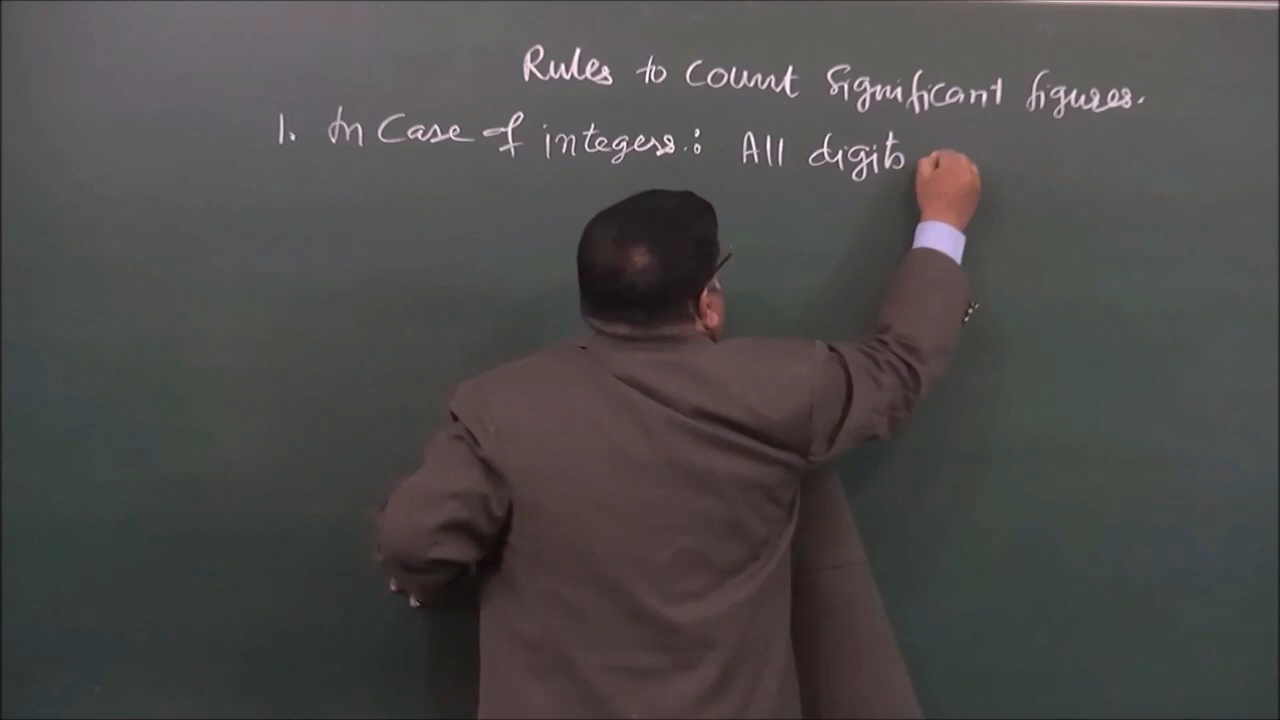 Rules to Count Significant figures.
1. In Case of integers.: All digits